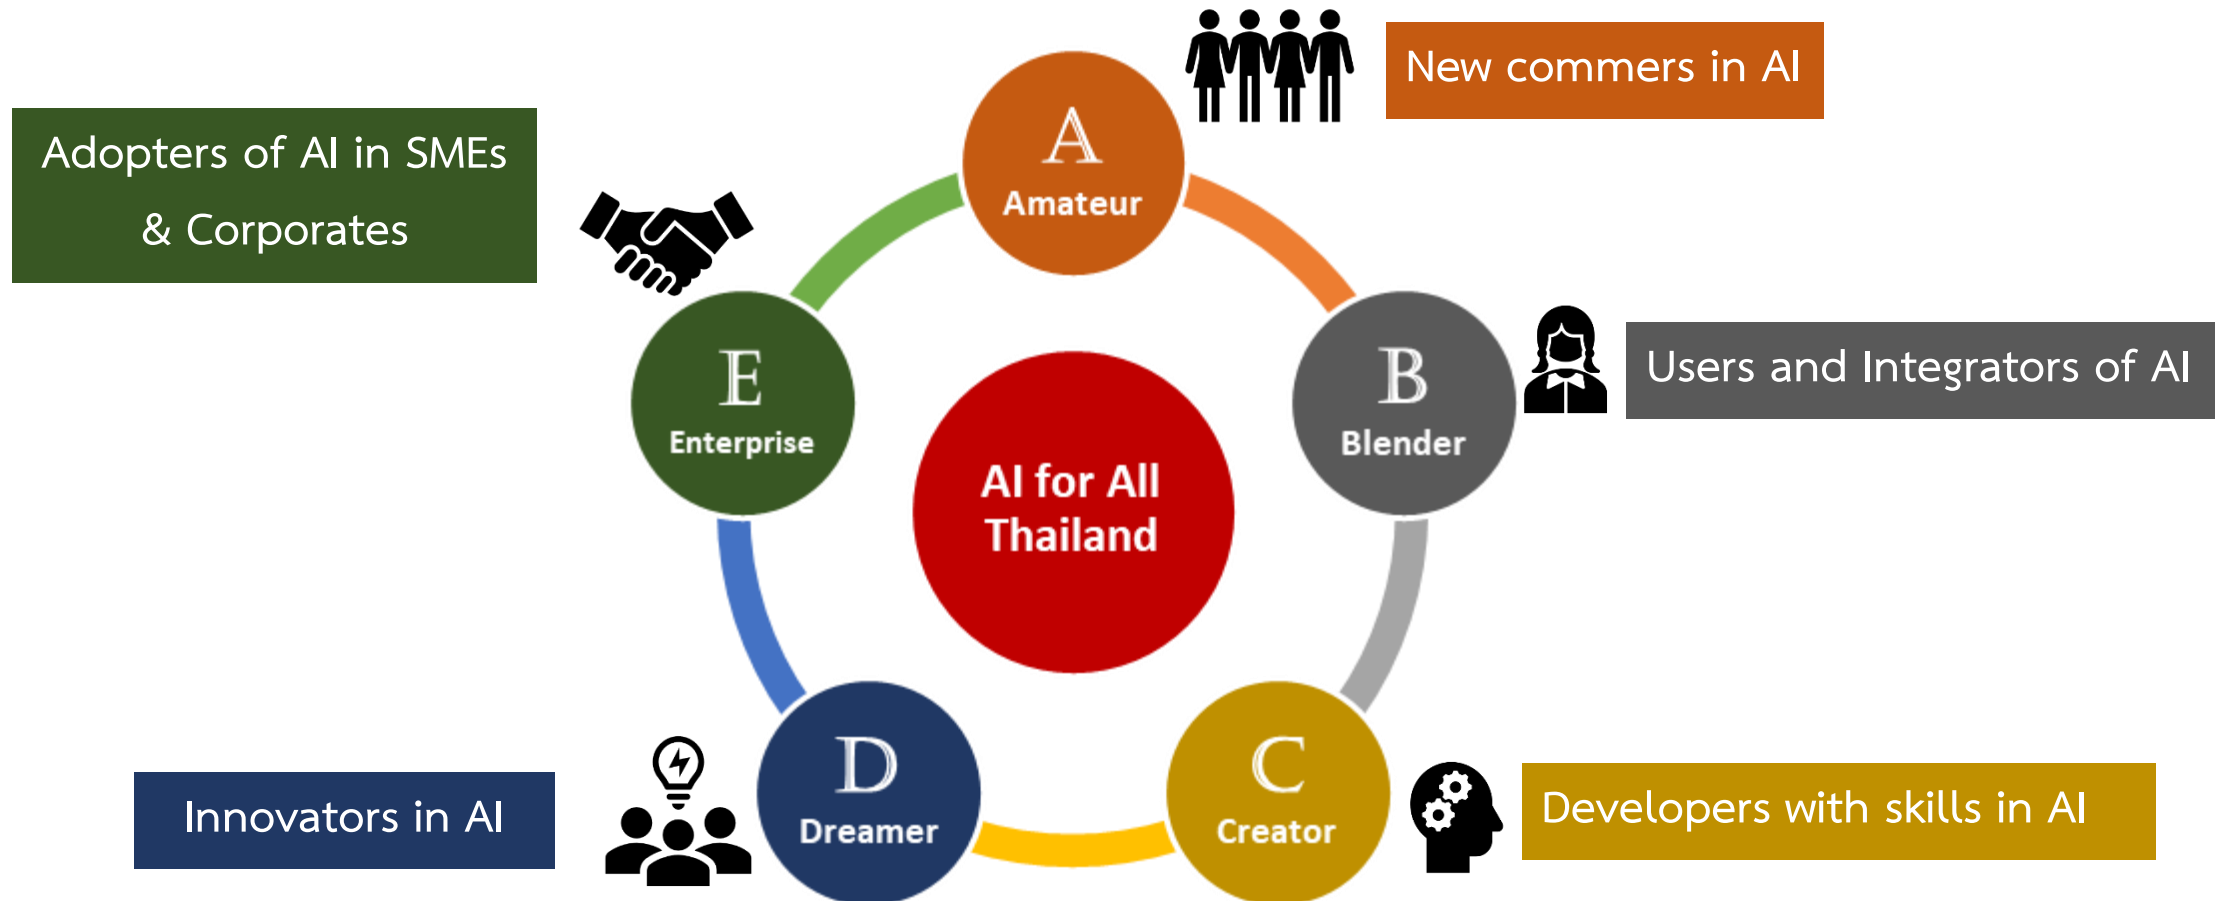 New commers in AI
A
Amateur
Adopters of AI in SMEs
& Corporates
E
Enterprise
B
Blender
Users and Integrators of AI
AI for All
Thailand
D
Dreamer
Innovators in AI
C
Creator
Developers with skills in AI